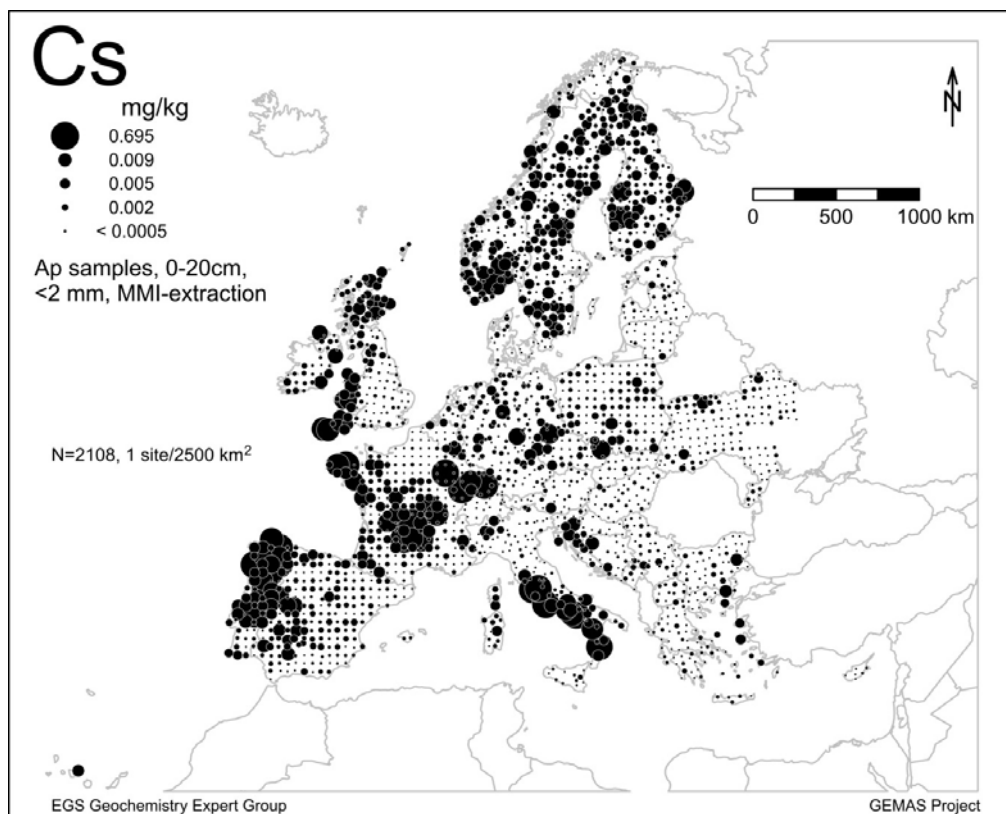 Cs
mg/kg
0.695
0.009
0.005
0.002
< 0.0005
Ap samples, 0-20cm,
<2 mm, MMI-extraction
N=2108, 1 site/2500 km²
N
0 500 1000 km
EGS Geochemistry Expert Group
GEMAS Project